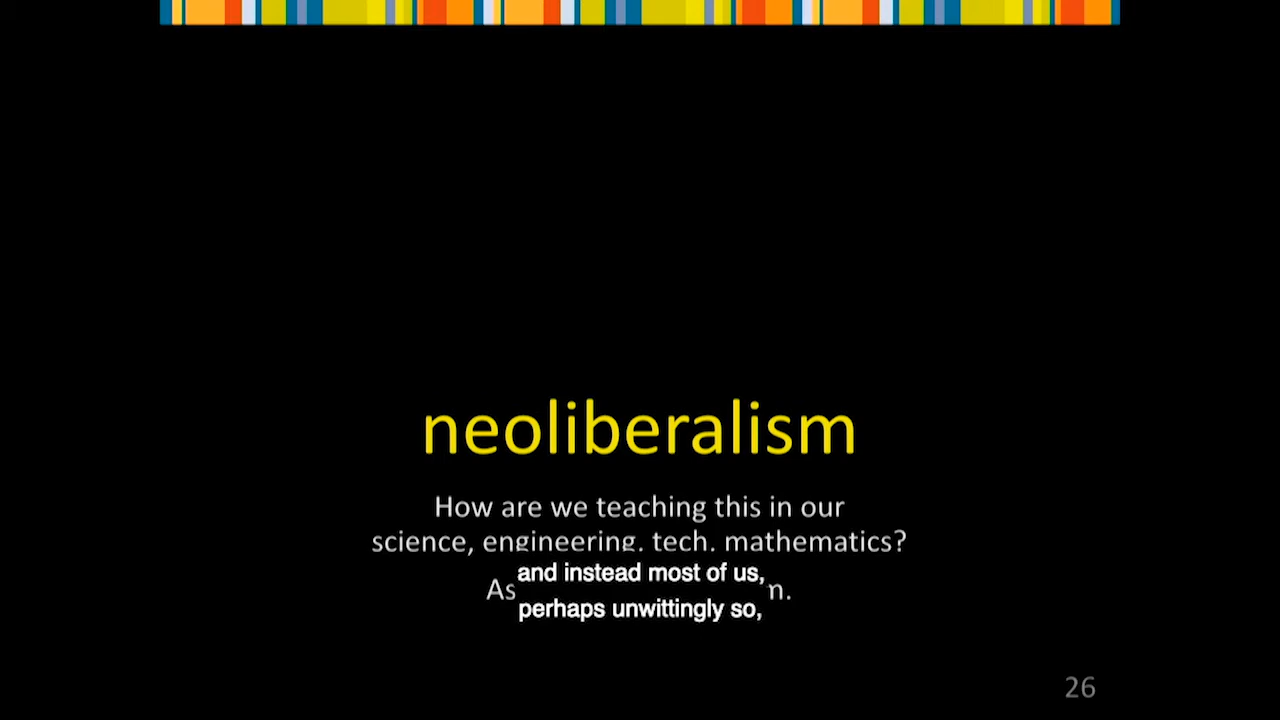 neoliberalism
How are we teaching this in our
science, engineering, tech, mathematics?
and instead most of us,
As
perhaps unwittingly so,
26